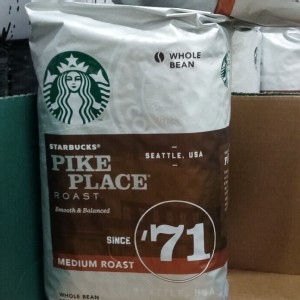 WHOLE
BEAN
STARBUCKS®
PIKE
PLACE®
ROAST
SEATTLE, USA
Smooth & Balanced
SINCE
'71
MEDIUM ROAST
WHOLE BEAN